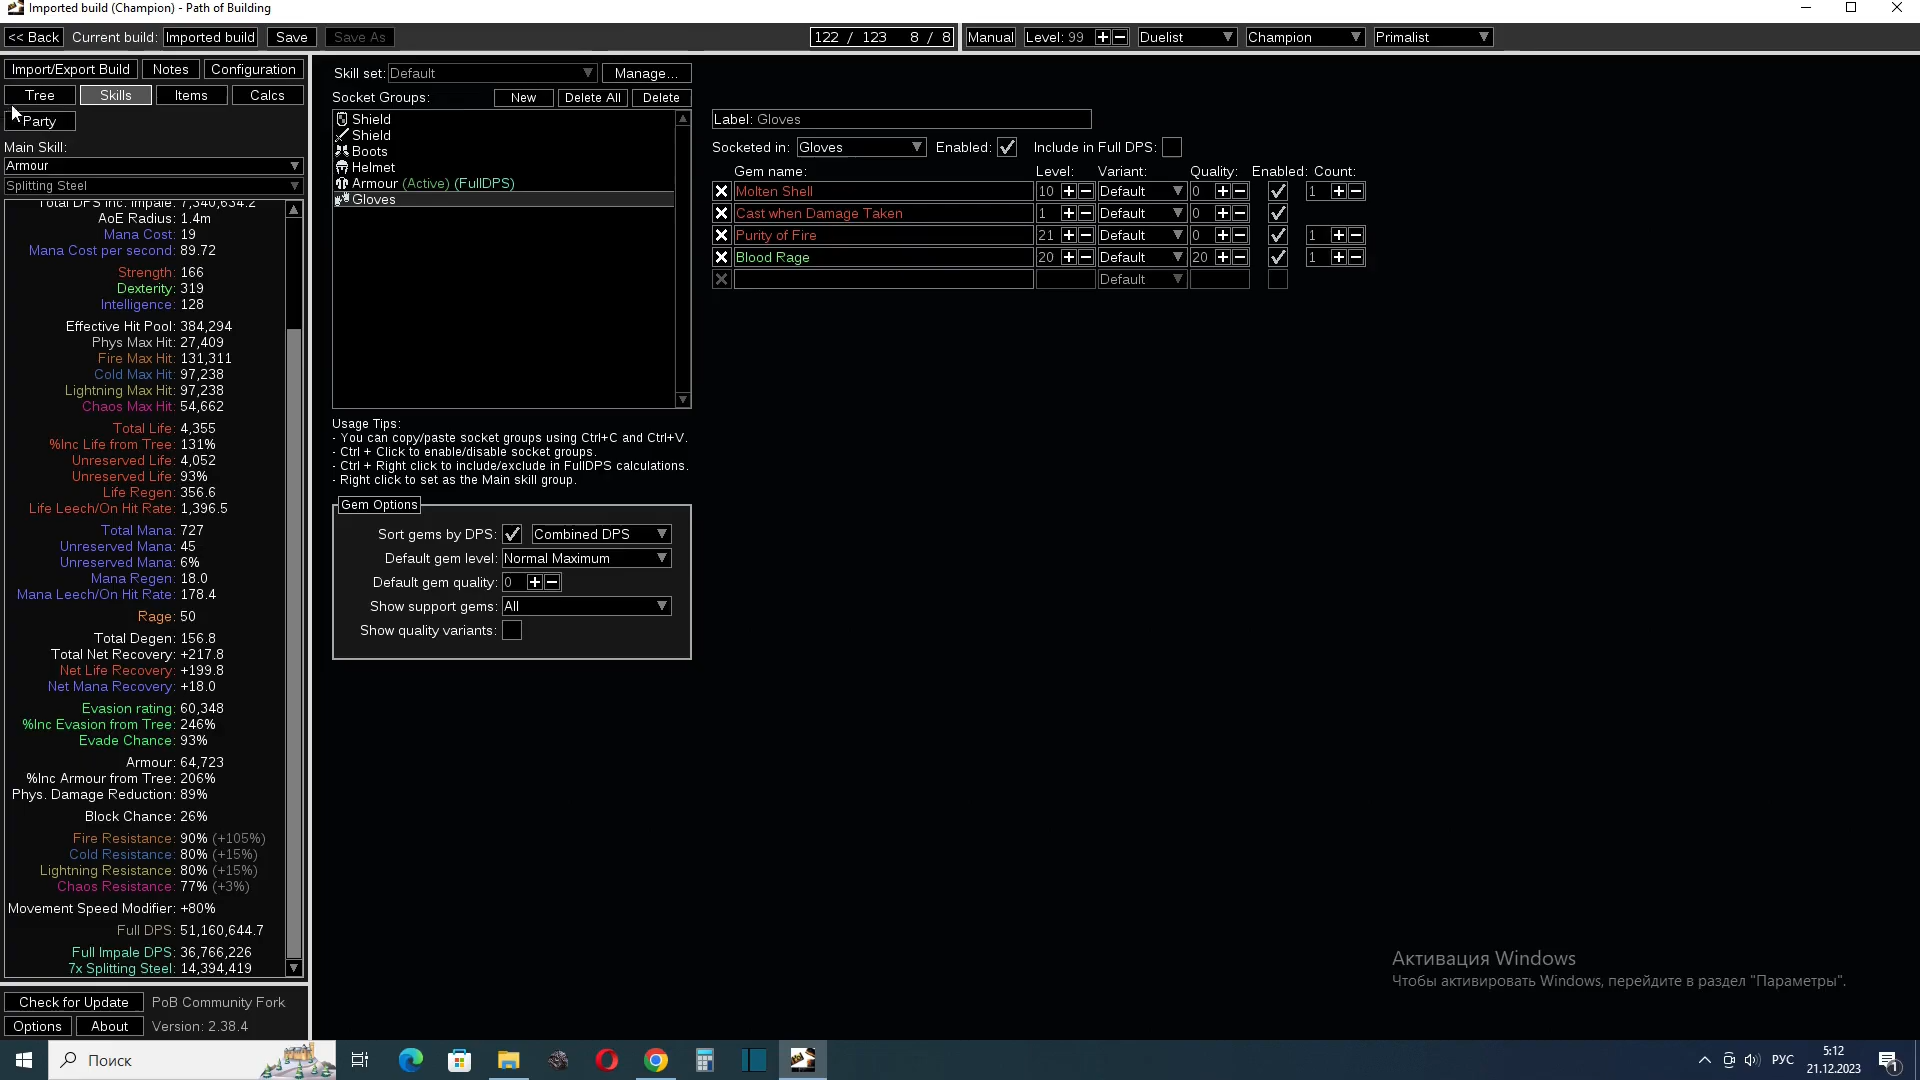 Imported build (Champion) - Path of Building
<< Back Current build: Imported build Save Save As 122 / 123 8 / 8 Manual Level: 99 Duelist Champion Primalist
Import/Export Build Notes Configuration
Tree Skills Items Calcs
Party
Main Skill:
Armour
Splitting Steel
Total DPS inc. Impale: 7,340,634.2
AoE Radius: 1.4m
Mana Cost: 19
Mana Cost per second: 89.72
Strength: 166
Dexterity: 319
Intelligence: 128
Effective Hit Pool: 384,294
Phys Max Hit: 27,409
Fire Max Hit: 131,311
Cold Max Hit: 97,238
Lightning Max Hit: 97,238
Chaos Max Hit: 54,662
Total Life: 4,355
%Inc Life from Tree: 131%
Unreserved Life: 4,052
Unreserved Life: 93%
Life Regen: 356.6
Life Leech/On Hit Rate: 1,396.5
Total Mana: 727
Unreserved Mana: 45
Unreserved Mana: 6%
Mana Regen: 18.0
Mana Leech/On Hit Rate: 178.4
Rage: 50
Total Degen: 156.8
Total Net Recovery: +217.8
Net Life Recovery: +199.8
Net Mana Recovery: +18.0
Evasion rating: 60,348
%Inc Evasion from Tree: 246%
Evade Chance: 93%
Armour: 64,723
%Inc Armour from Tree: 206%
Phys. Damage Reduction: 89%
Block Chance: 26%
Fire Resistance: 90% (+105%)
Cold Resistance: 80% (+15%)
Lightning Resistance: 80% (+15%)
Chaos Resistance: 77% (+3%)
Movement Speed Modifier: +80%
Full DPS: 51,160,644.7
Full Impale DPS: 36,766,226
7x Splitting Steel: 14,394,419
Check for Update PoB Community Fork
Options About Version: 2.38.4
Skill set: Default Manage...
Socket Groups: New Delete All Delete
Shield
Shield
Boots
Helmet
Armour (Active) (FullDPS)
Gloves
Usage Tips:
- You can copy/paste socket groups using Ctrl+C and Ctrl+V.
- Ctrl + Click to enable/disable socket groups.
- Ctrl + Right click to include/exclude in FullDPS calculations.
- Right click to set as the Main skill group.
Gem Options
Sort gems by DPS: Combined DPS
Default gem level: Normal Maximum
Default gem quality: 0
Show support gems: All
Show quality variants:
Label: Gloves
Socketed in: Gloves Enabled: Include in Full DPS:
Gem name: Level: Variant: Quality: Enabled: Count:
Molten Shell 10 Default 0 1
Cast when Damage Taken 1 Default 0
Purity of Fire 21 Default 0 1
Blood Rage 20 Default 20 1
Default
Активация Windows
Чтобы активировать Windows, перейдите в раздел "Параметры".
Поиск
РУС
5:12
21.12.2023
1